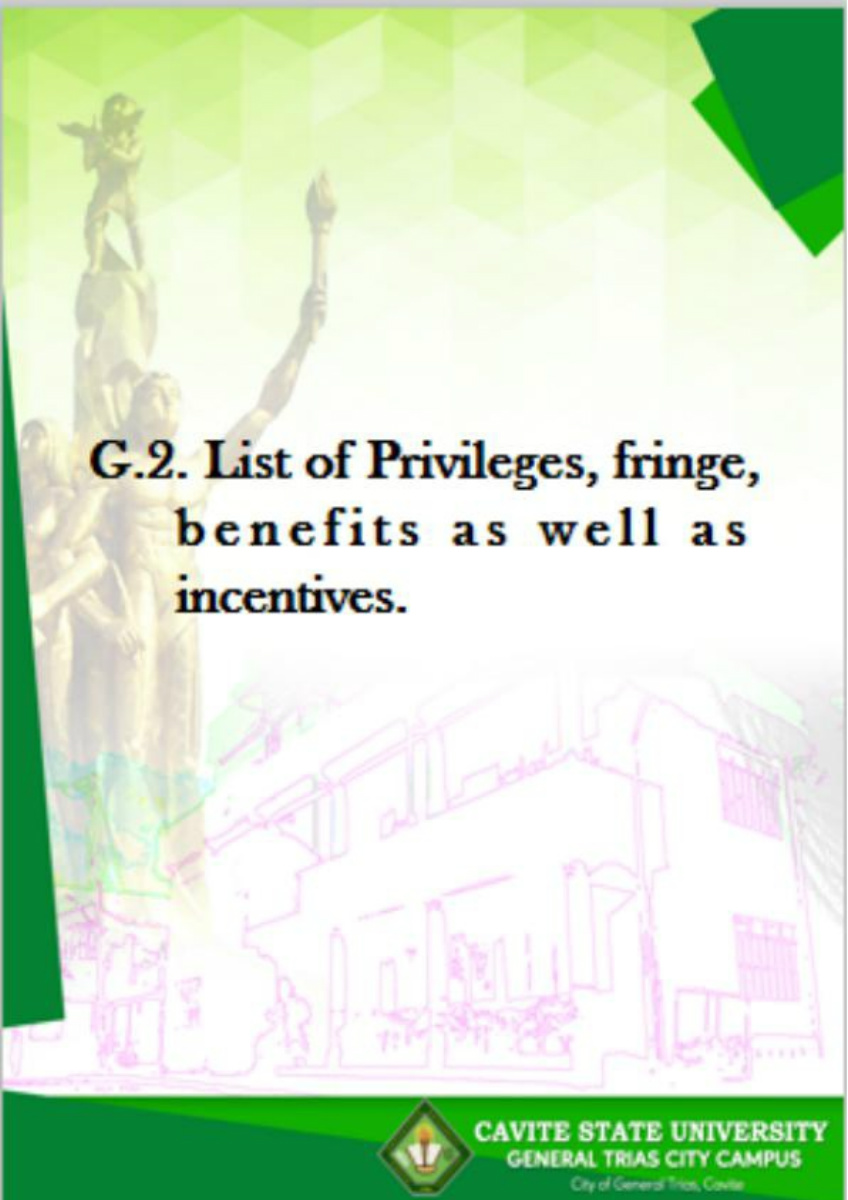 G.2. List of Privileges, fringe,
benefits as well as
incentives.
CAVITE STATE UNIVERSITY
GENERAL TRIAS CITY CAMPUS
City of General Trias, Cavite